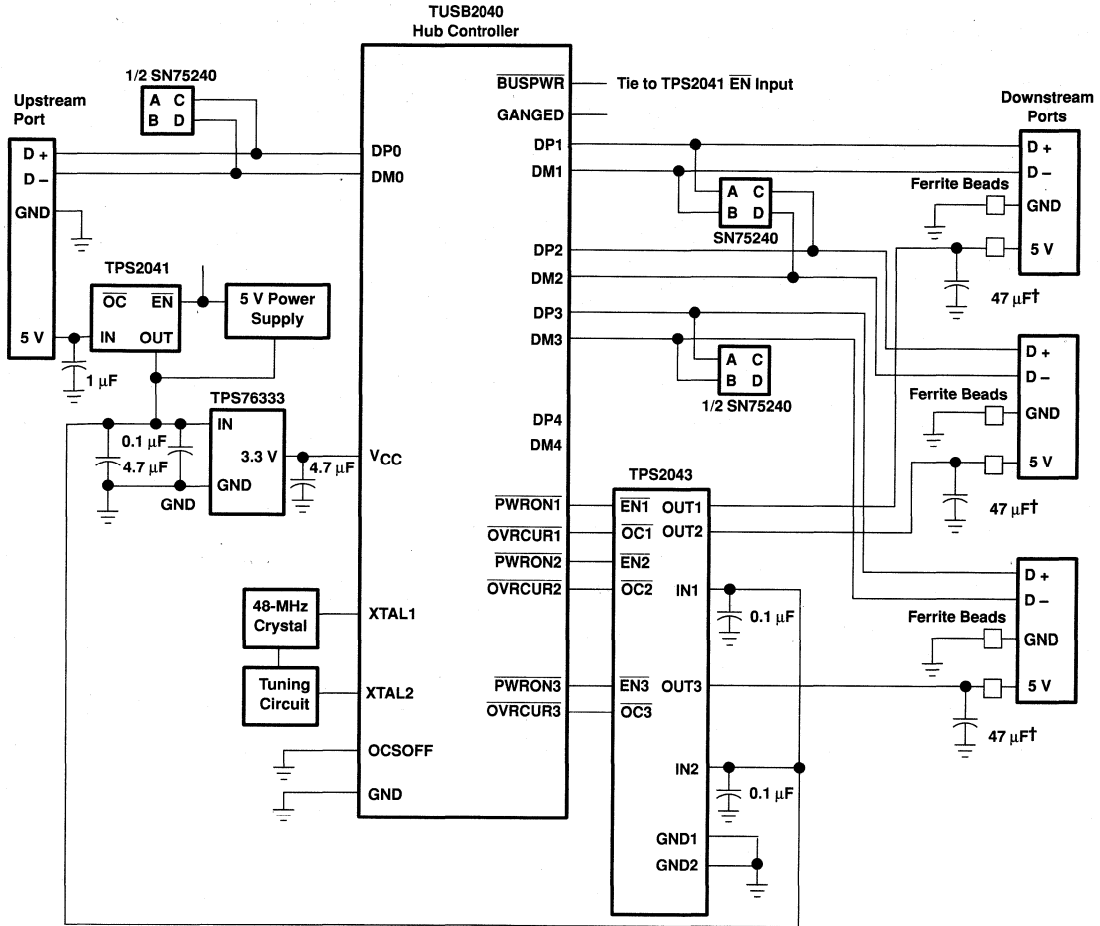 TUSB2040
Hub Controller
1/2 SN75240
A C
B D
Upstream
Port
D +
D −
GND
5 V
DP0
DM0
BUSPWR
Tie to TPS2041 EN Input
GANGED
DP1
DM1
Downstream
Ports
D +
D −
GND
5 V
Ferrite Beads
47 μF†
A C
B D
SN75240
DP2
DM2
DP3
DM3
TPS2041
OC EN
IN OUT
5 V Power
Supply
1 μF
A C
B D
1/2 SN75240
D +
D −
GND
5 V
Ferrite Beads
47 μF†
TPS76333
IN
3.3 V
GND
0.1 μF
4.7 μF
GND
4.7 μF
VCC
DP4
DM4
TPS2043
PWRON1
EN1 OUT1
OVRCUR1
OC1 OUT2
PWRON2
EN2
OVRCUR2
OC2 IN1
0.1 μF
D +
D −
GND
5 V
Ferrite Beads
47 μF†
48-MHz
Crystal
XTAL1
Tuning
Circuit
XTAL2
PWRON3
EN3 OUT3
OVRCUR3
OC3
OCSOFF
GND
IN2
0.1 μF
GND1
GND2